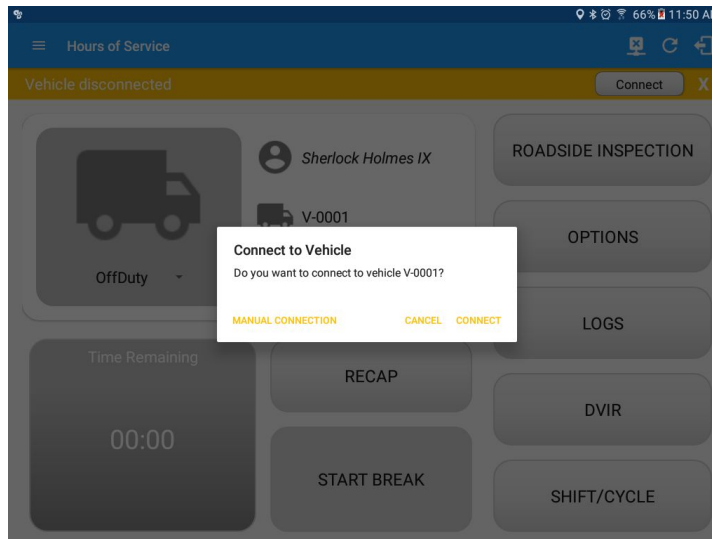 66% 11:50 A
Hours of Service
Vehicle disconnected
Connect
X
Sherlock Holmes IX
V-0001
OffDuty
Connect to Vehicle
Do you want to connect to vehicle V-0001?
MANUAL CONNECTION
CANCEL
CONNECT
Time Remaining
00:00
RECAP
START BREAK
ROADSIDE INSPECTION
OPTIONS
LOGS
DVIR
SHIFT/CYCLE